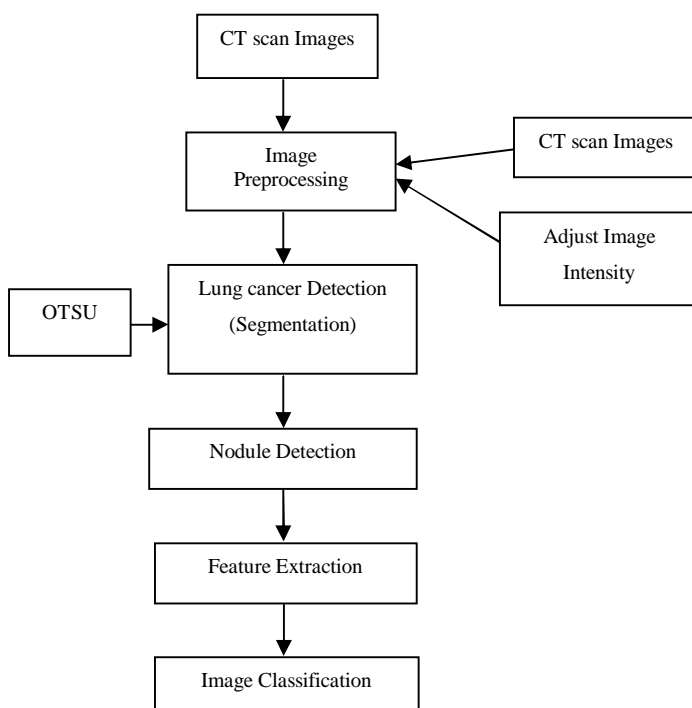 CT scan Images
Image
Preprocessing
CT scan Images
Adjust Image
Intensity
Lung cancer Detection
(Segmentation)
OTSU
Nodule Detection
Feature Extraction
Image Classification